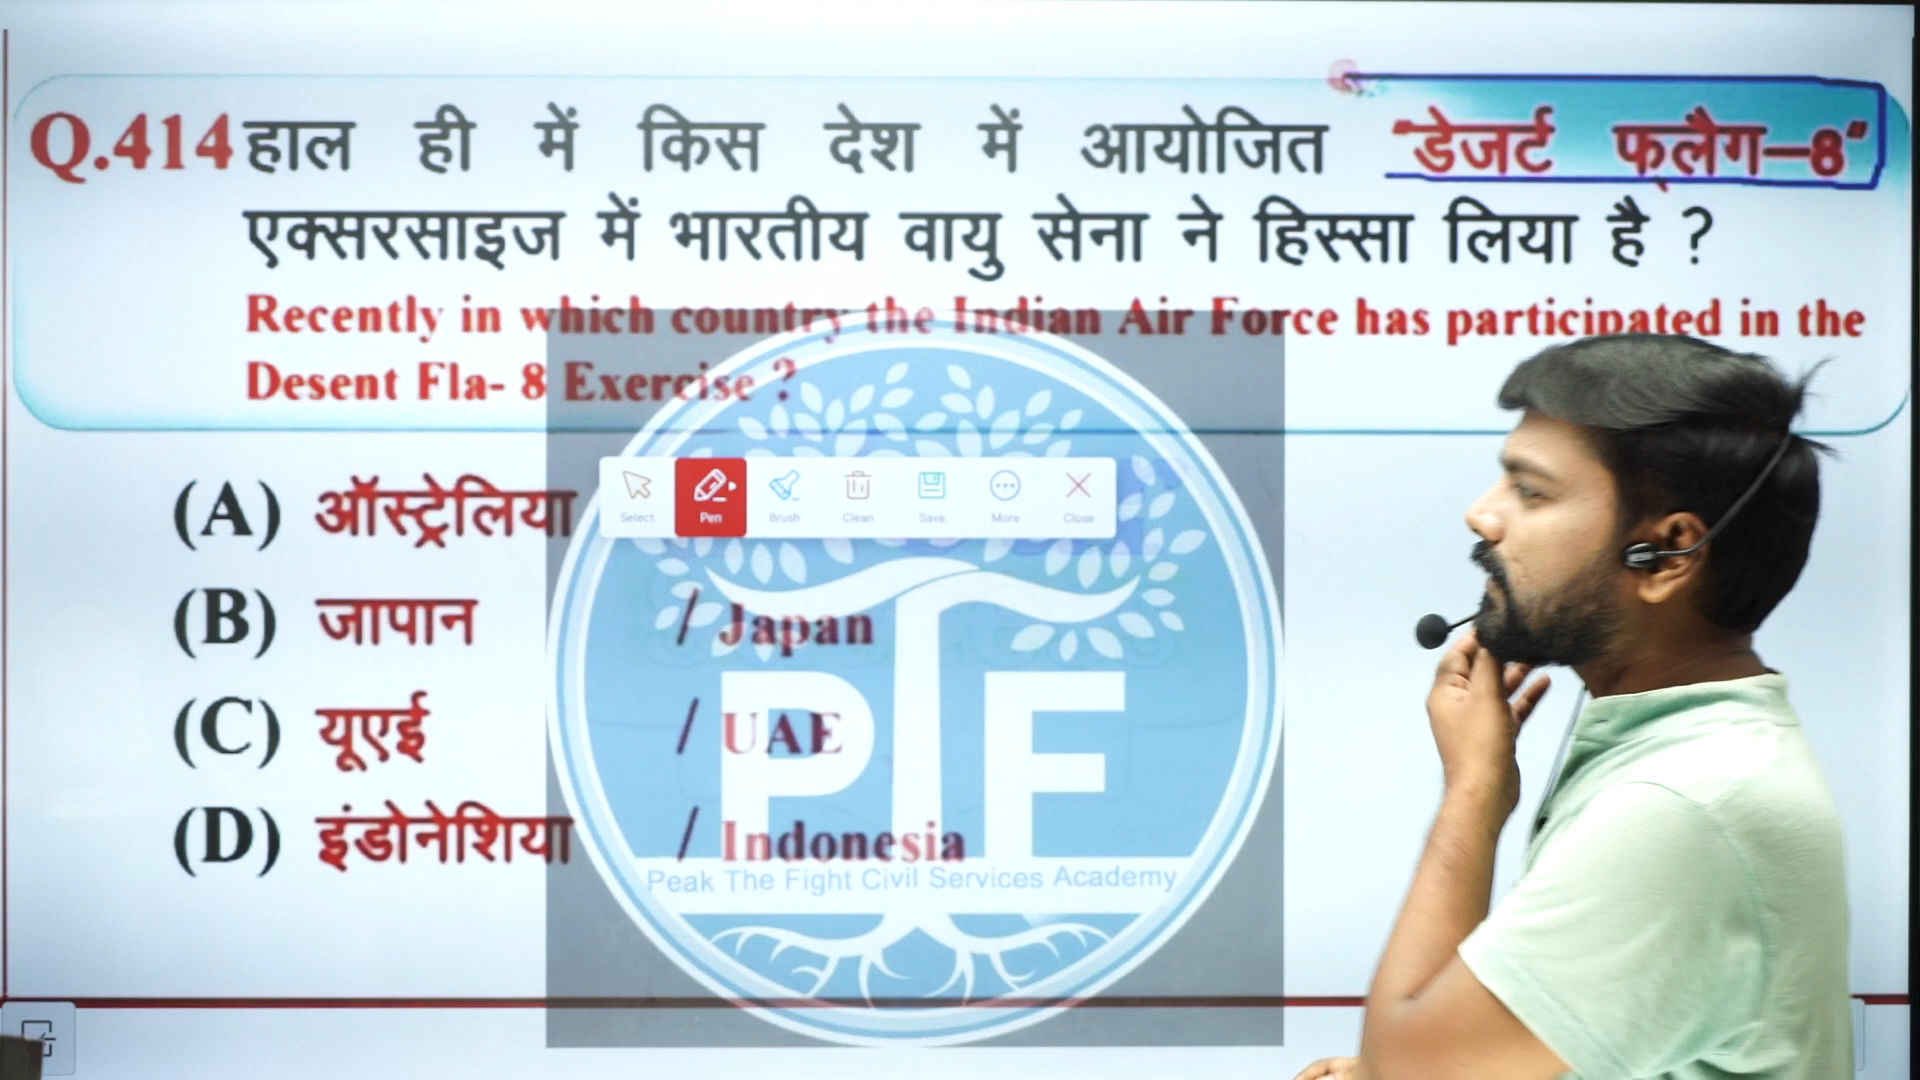 Q.414 हाल ही में किस देश में आयोजित "डेजर्ट फ्लैग–8"
एक्सरसाइज में भारतीय वायु सेना ने हिस्सा लिया है ?
Recently in which country the Indian Air Force has participated in the
Desent Fla- 8 Exercise ?
(A) ऑस्ट्रेलिया
Select Pen Brush Clean Save More Close
(B) जापान / Japan
(C) यूएई / UAE
(D) इंडोनेशिया / Indonesia
PTF
Peak The Fight Civil Services Academy